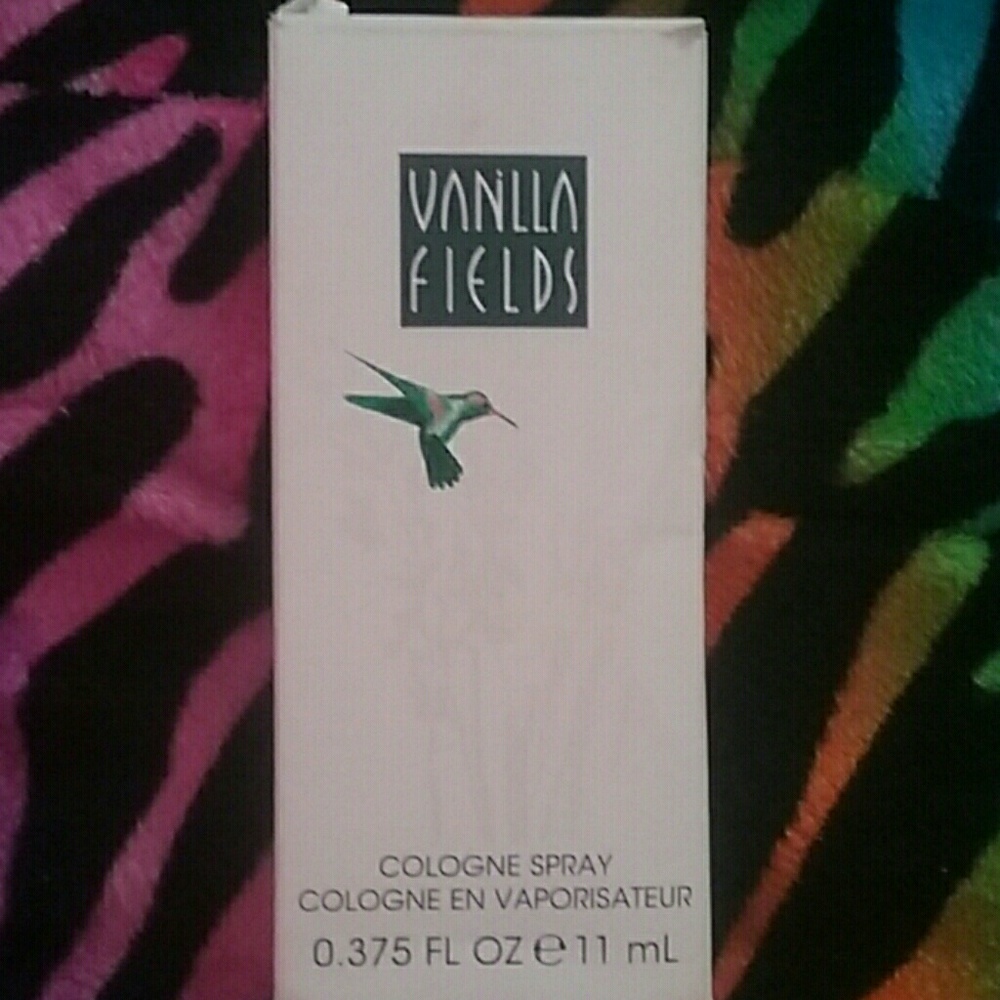 VANILLA
FIELDS
COLOGNE SPRAY
COLOGNE EN VAPORISATEUR
0.375 FL OZ ℮ 11 mL